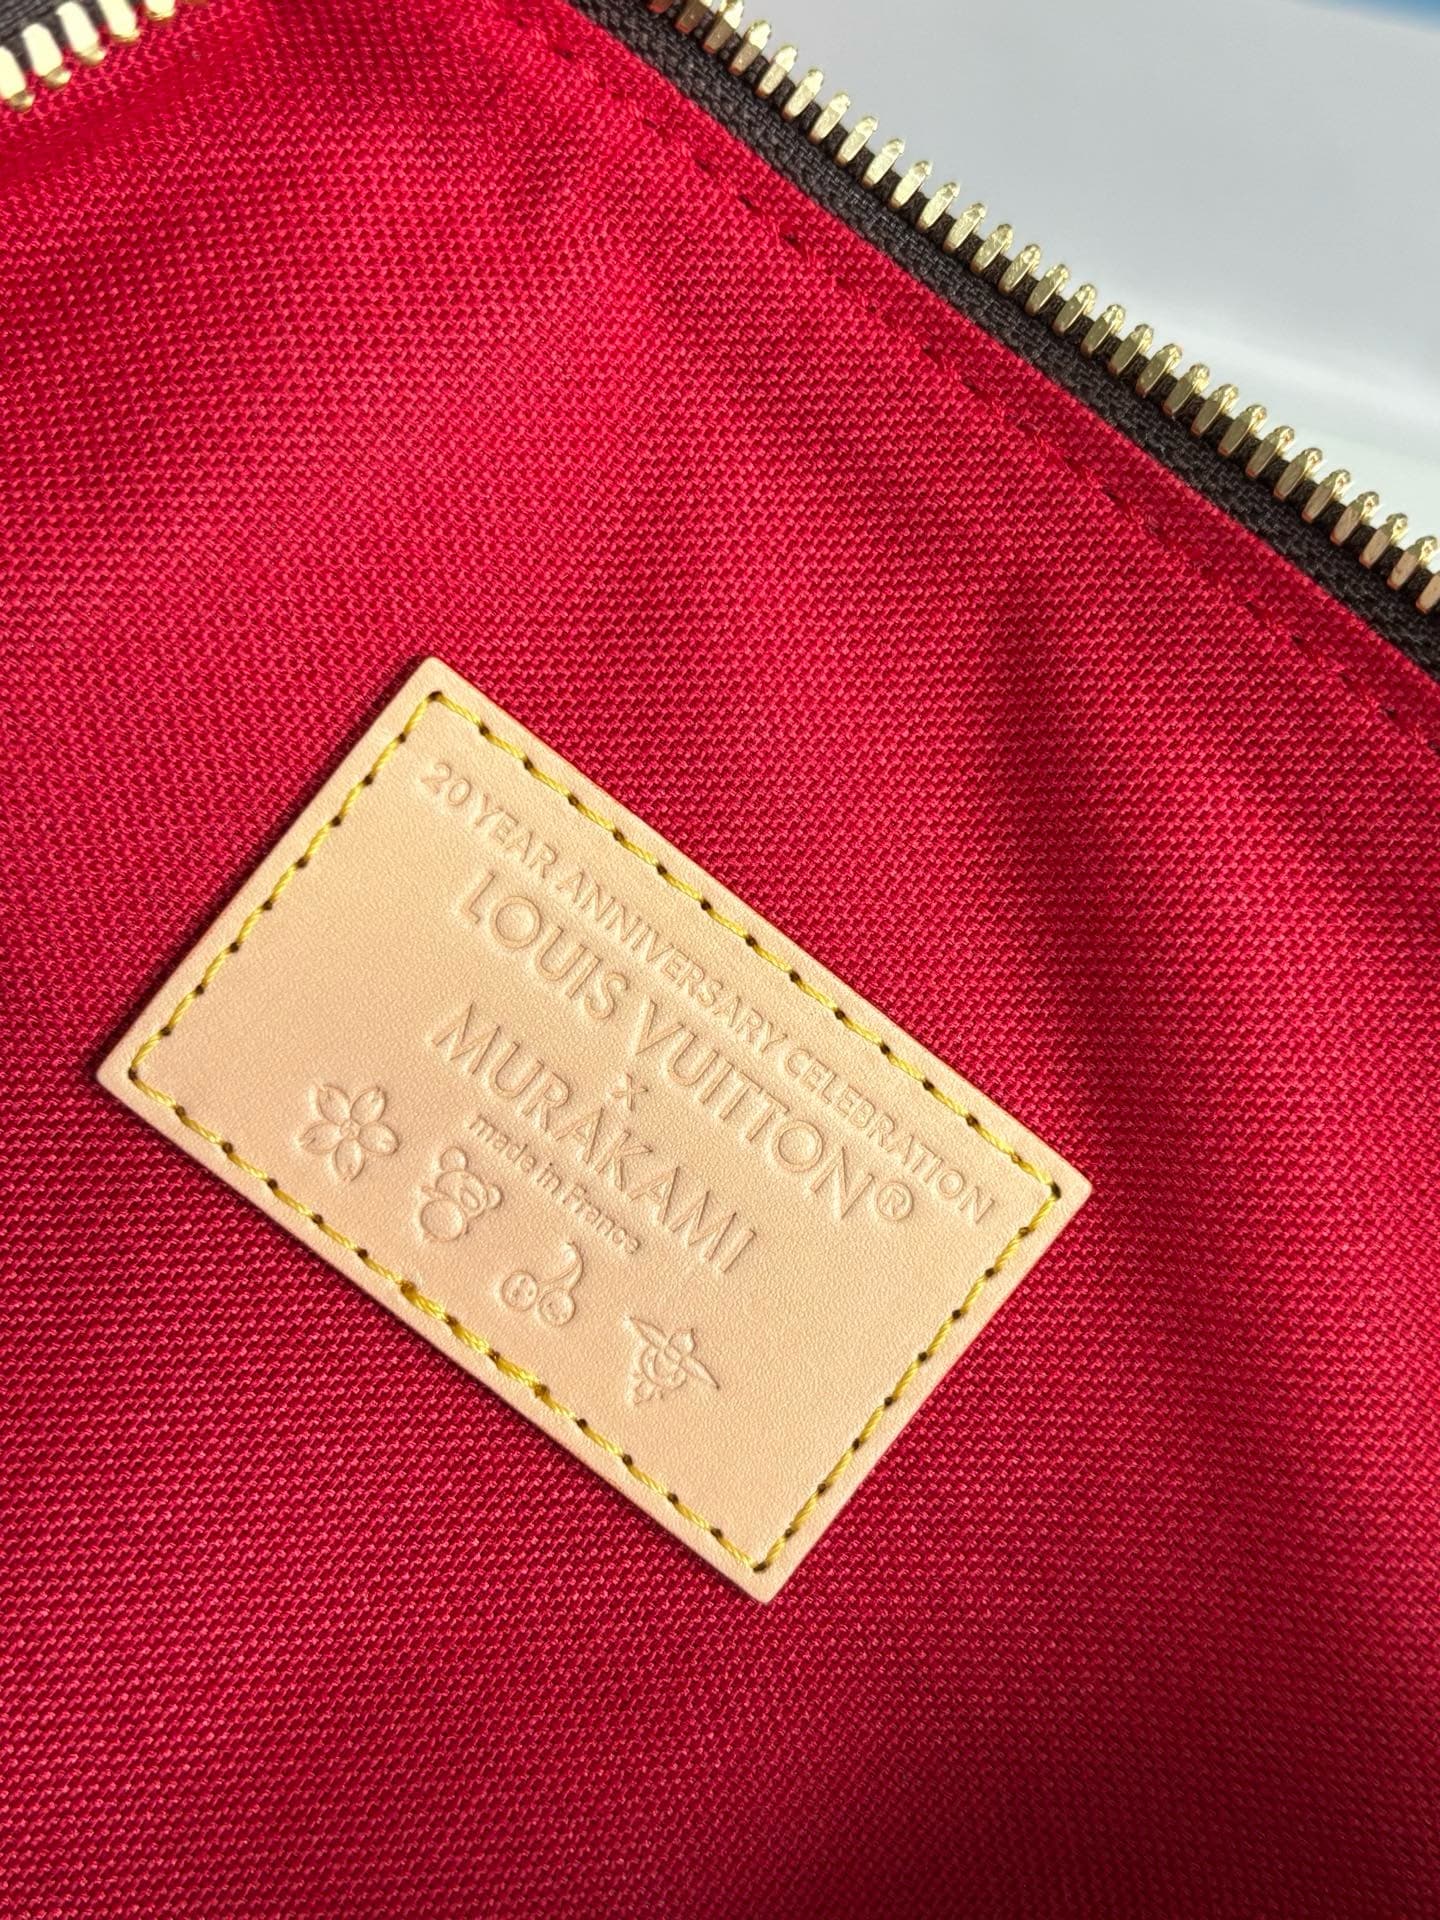 20 YEAR ANNIVERSARY CELEBRATION
LOUIS VUITTON®
x
MURAKAMI
made in France